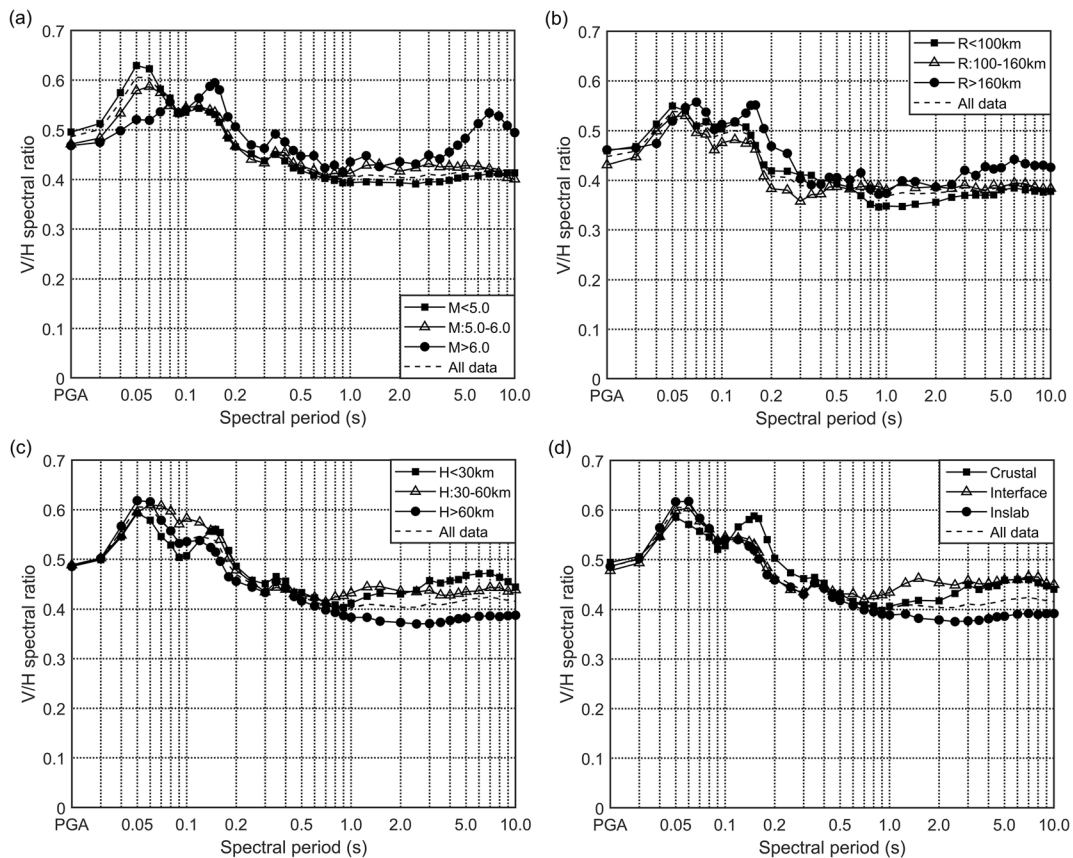 (a)
0.7
0.6
0.5
0.4
0.3
0.2
0.1
0
V/H spectral ratio
M<5.0
M:5.0-6.0
M>6.0
All data
PGA 0.05 0.1 0.2 0.5 1.0 2.0 5.0 10.0
Spectral period (s)
(b)
0.7
0.6
0.5
0.4
0.3
0.2
0.1
0
V/H spectral ratio
R<100km
R:100-160km
R>160km
All data
PGA 0.05 0.1 0.2 0.5 1.0 2.0 5.0 10.0
Spectral period (s)
(c)
0.7
0.6
0.5
0.4
0.3
0.2
0.1
0
V/H spectral ratio
H<30km
H:30-60km
H>60km
All data
PGA 0.05 0.1 0.2 0.5 1.0 2.0 5.0 10.0
Spectral period (s)
(d)
0.7
0.6
0.5
0.4
0.3
0.2
0.1
0
V/H spectral ratio
Crustal
Interface
Inslab
All data
PGA 0.05 0.1 0.2 0.5 1.0 2.0 5.0 10.0
Spectral period (s)